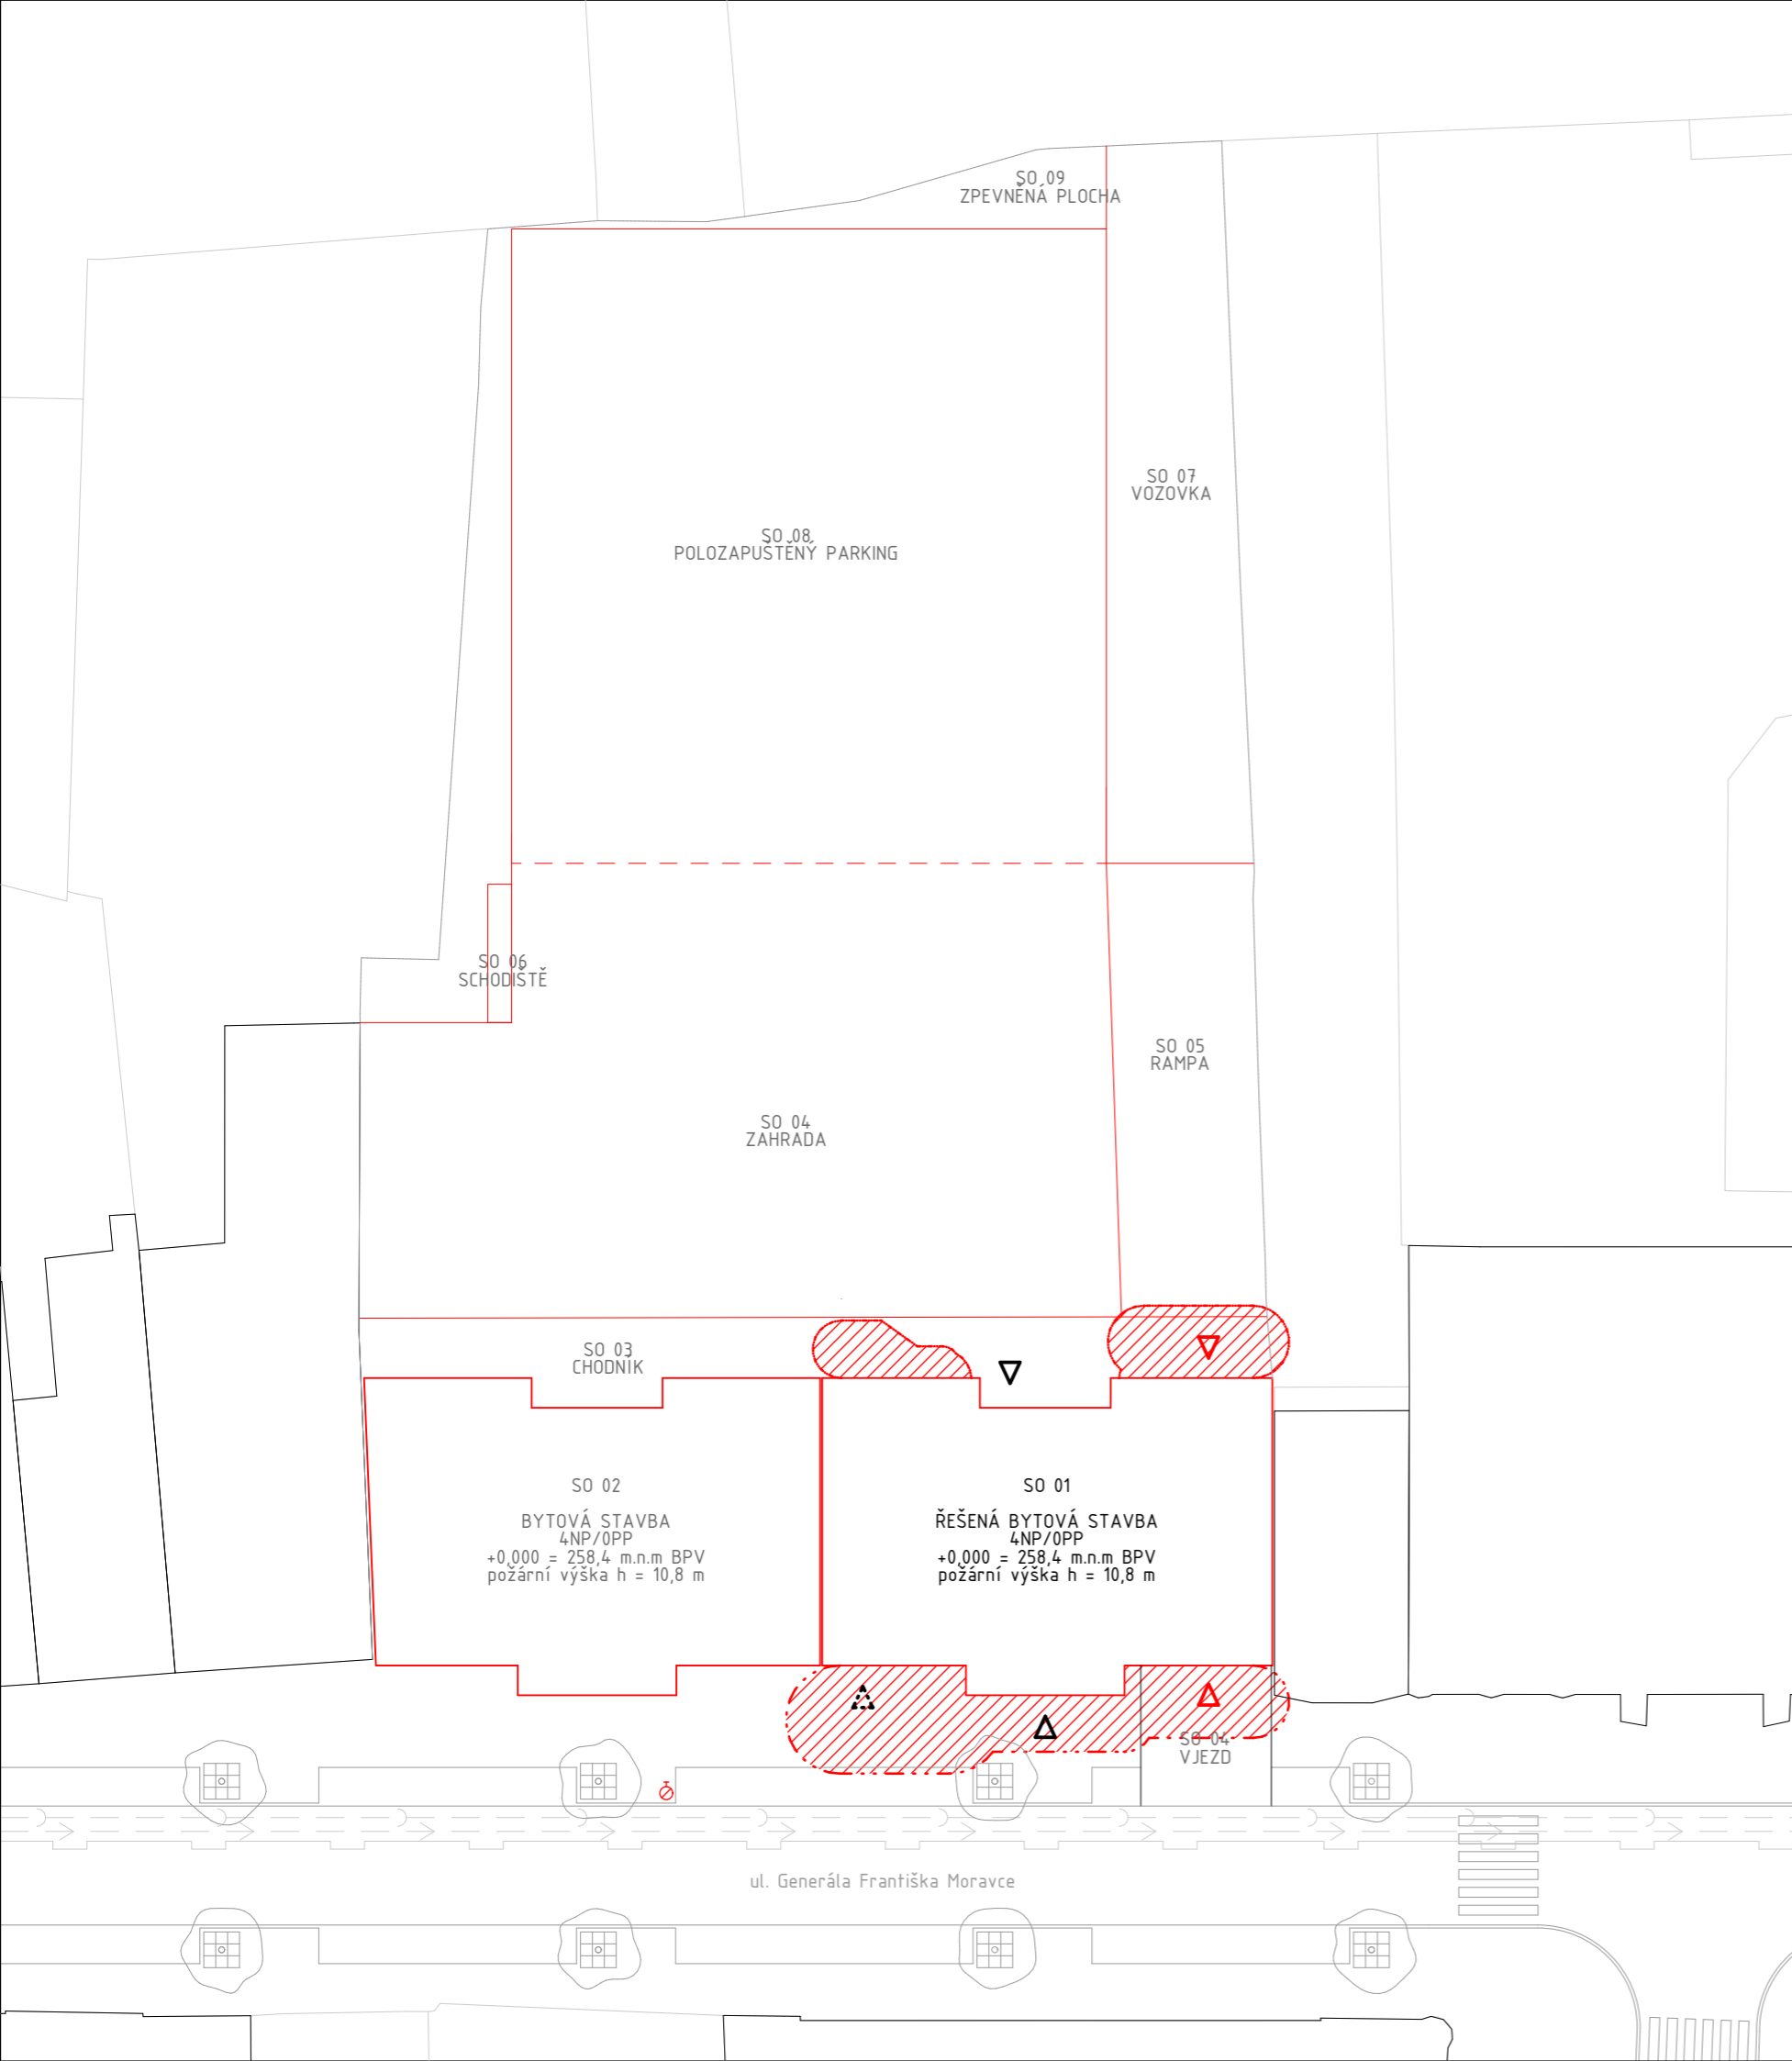 SO 09
ZPEVNĚNÁ PLOCHA
SO 07
VOZOVKA
SO 08
POLOZAPUŠTĚNÝ PARKING
SO 06
SCHODIŠTĚ
SO 05
RAMPA
SO 04
ZAHRADA
SO 03
CHODNÍK
SO 02
BYTOVÁ STAVBA
4NP/0PP
+0,000 = 258,4 m.n.m BPV
požární výška h = 10,8 m
SO 01
ŘEŠENÁ BYTOVÁ STAVBA
4NP/0PP
+0,000 = 258,4 m.n.m BPV
požární výška h = 10,8 m
SO 04
VJEZD
ul. Generála Františka Moravce